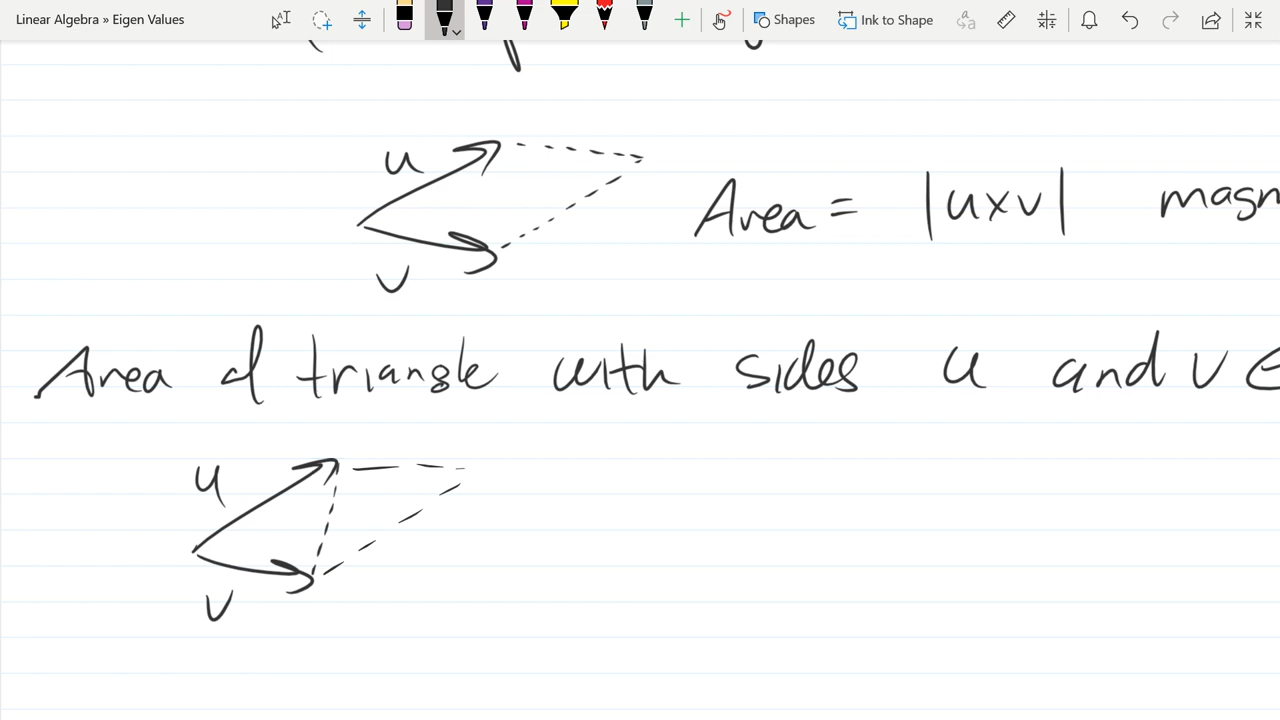 Linear Algebra » Eigen Values
Shapes
Ink to Shape
u
v
Area = |u×v| magn
Area of triangle with sides u and v ∈
u
v